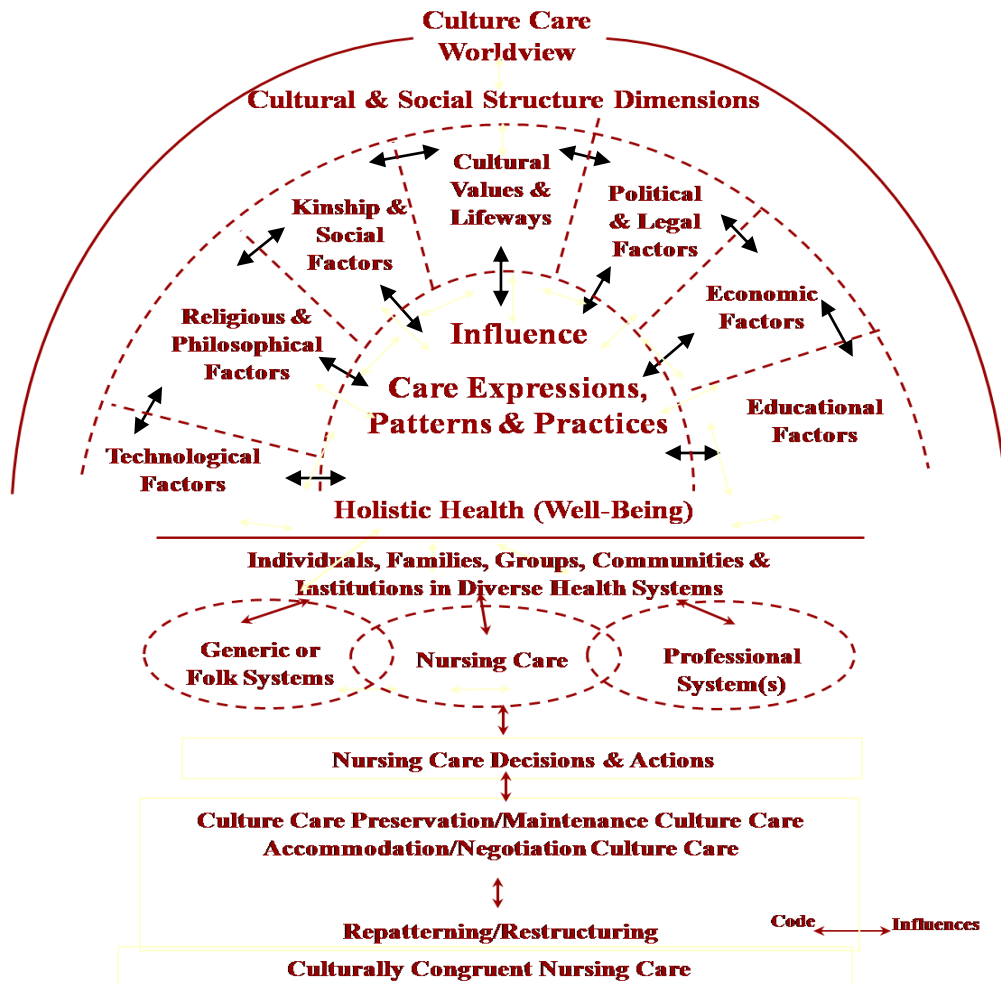 Culture Care
Worldview
Cultural & Social Structure Dimensions
Cultural
Values &
Lifeways
Kinship &
Social
Factors
Political
& Legal
Factors
Religious &
Philosophical
Factors
Economic
Factors
Technological
Factors
Educational
Factors
Influence
Care Expressions,
Patterns & Practices
Holistic Health (Well-Being)
Individuals, Families, Groups, Communities &
Institutions in Diverse Health Systems
Generic or
Folk Systems
Nursing Care
Professional
System(s)
Nursing Care Decisions & Actions
Culture Care Preservation/Maintenance Culture Care
Accommodation/Negotiation Culture Care
Repatterning/Restructuring
Code
Influences
Culturally Congruent Nursing Care